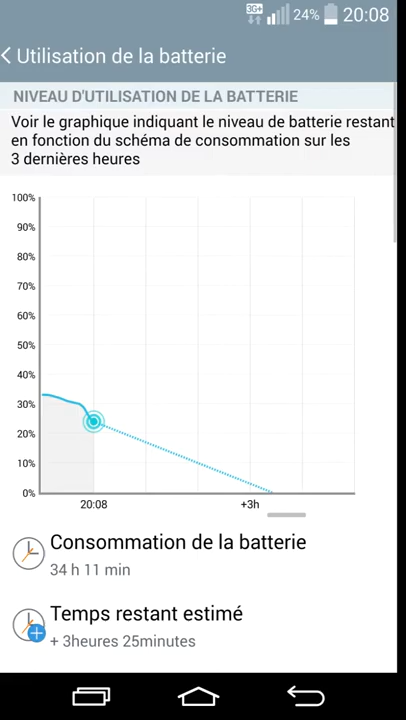 3G+ 24% 20:08
Utilisation de la batterie
NIVEAU D'UTILISATION DE LA BATTERIE
Voir le graphique indiquant le niveau de batterie restant
en fonction du schéma de consommation sur les
3 dernières heures
100%
90%
80%
70%
60%
50%
40%
30%
20%
10%
0%
20:08 +3h
Consommation de la batterie
34 h 11 min
Temps restant estimé
+ 3heures 25minutes